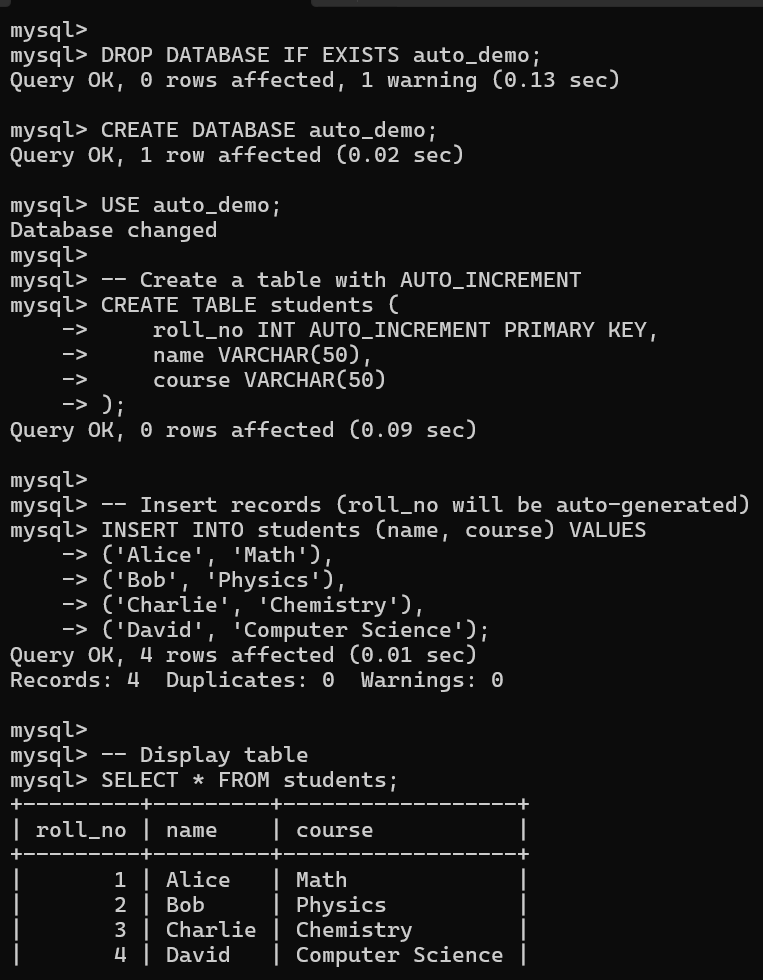 mysql>
mysql> DROP DATABASE IF EXISTS auto_demo;
Query OK, 0 rows affected, 1 warning (0.13 sec)

mysql> CREATE DATABASE auto_demo;
Query OK, 1 row affected (0.02 sec)

mysql> USE auto_demo;
Database changed
mysql>
mysql> -- Create a table with AUTO_INCREMENT
mysql> CREATE TABLE students (
    ->     roll_no INT AUTO_INCREMENT PRIMARY KEY,
    ->     name VARCHAR(50),
    ->     course VARCHAR(50)
    -> );
Query OK, 0 rows affected (0.09 sec)

mysql>
mysql> -- Insert records (roll_no will be auto-generated)
mysql> INSERT INTO students (name, course) VALUES
    -> ('Alice', 'Math'),
    -> ('Bob', 'Physics'),
    -> ('Charlie', 'Chemistry'),
    -> ('David', 'Computer Science');
Query OK, 4 rows affected (0.01 sec)
Records: 4  Duplicates: 0  Warnings: 0

mysql>
mysql> -- Display table
mysql> SELECT * FROM students;
+---------+---------+------------------+
| roll_no | name    | course           |
+---------+---------+------------------+
|       1 | Alice   | Math             |
|       2 | Bob     | Physics          |
|       3 | Charlie | Chemistry        |
|       4 | David   | Computer Science |